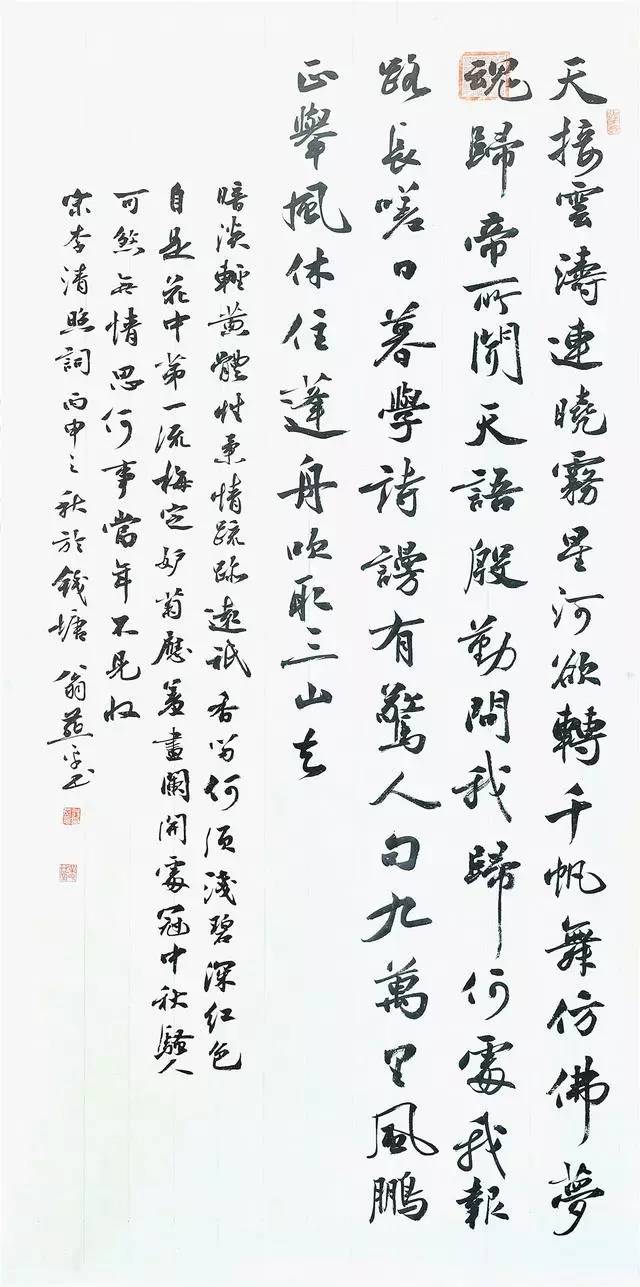 天接雲濤連曉霧星河欲轉千帆舞仿佛夢
魂歸帝所聞天語殷勤問我歸何處我報
路長嗟日暮學詩謾有驚人句九萬里風鵬
正舉風休住蓬舟吹取三山去
暗淡輕黃體性柔情疏跡遠祇香留何須淺碧深紅色
自是花中第一流梅定妒菊應羞畫闌開處冠中秋騷人
可煞無情思何事當年不見收
宋李清照詞丙申之秋於錢塘 翁燕